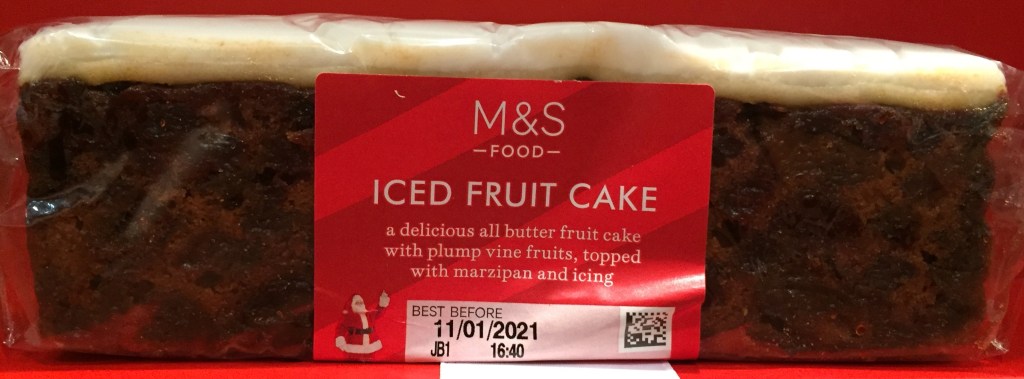 M&S
—FOOD—
ICED FRUIT CAKE
a delicious all butter fruit cake
with plump vine fruits, topped
with marzipan and icing
BEST BEFORE
11/01/2021
JB1 16:40